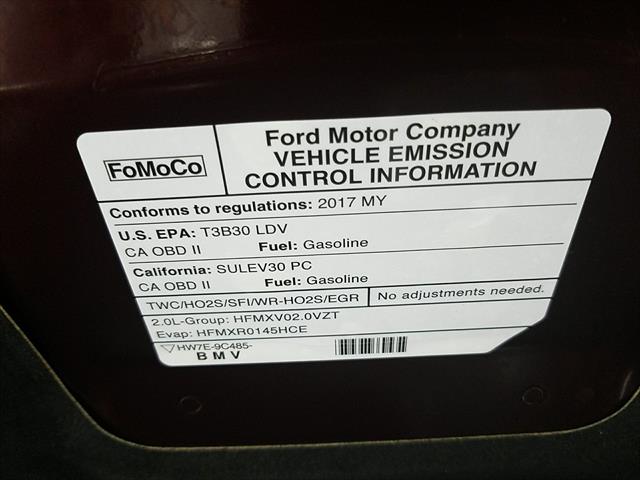 FoMoCo
Ford Motor Company
VEHICLE EMISSION
CONTROL INFORMATION
Conforms to regulations: 2017 MY
U.S. EPA: T3B30 LDV
CA OBD II Fuel: Gasoline
California: SULEV30 PC
CA OBD II Fuel: Gasoline
TWC/HO2S/SFI/WR-HO2S/EGR No adjustments needed.
2.0L-Group: HFMXV02.0VZT
Evap: HFMXR0145HCE
HW7E-9C485-
BMV